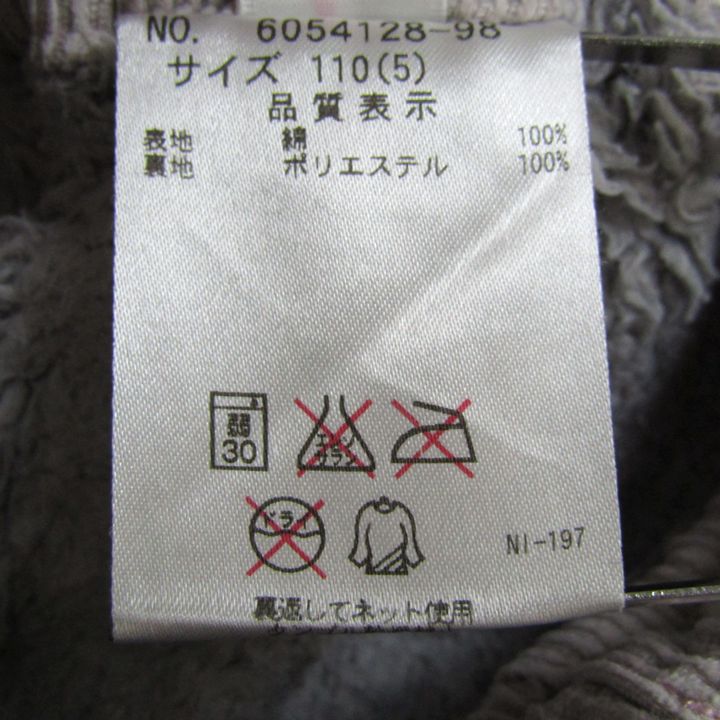 NO. 6054128-98
サイズ 110(5)
品質表示
表地 綿 100%
裏地 ポリエステル 100%
弱
30
エンソ
サラシ
ドライ
NI-197
裏返してネット使用